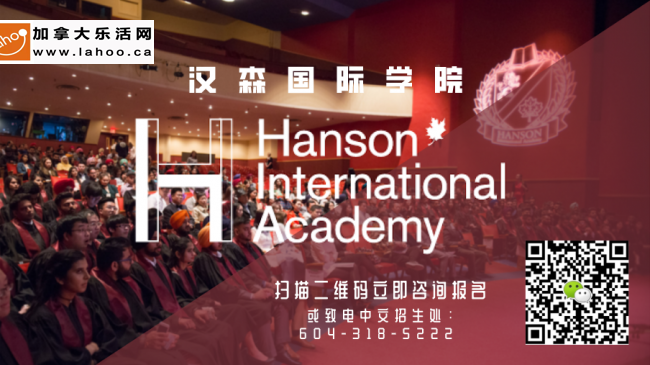 Lahoo
加拿大乐活网
www.lahoo.ca
汉森国际学院
HANSON
Hanson
International
Academy
扫描二维码立即咨询报名
或致电中文招生处：
604-318-5222